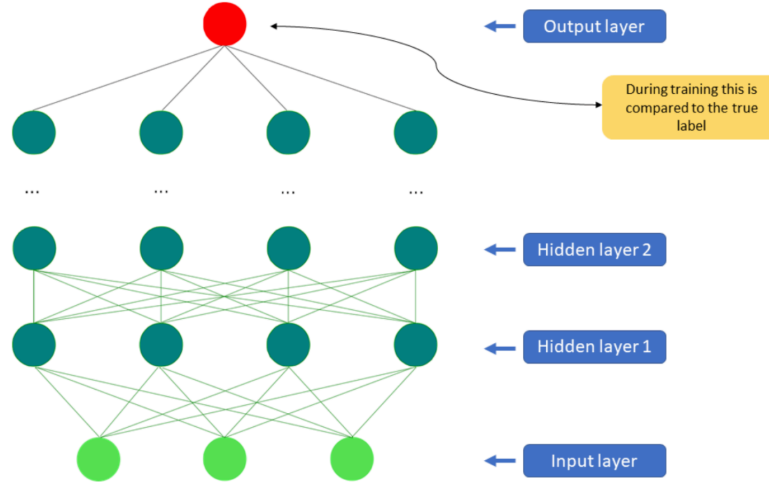 Output layer
During training this is
compared to the true
label
... ... ... ...
Hidden layer 2
Hidden layer 1
Input layer